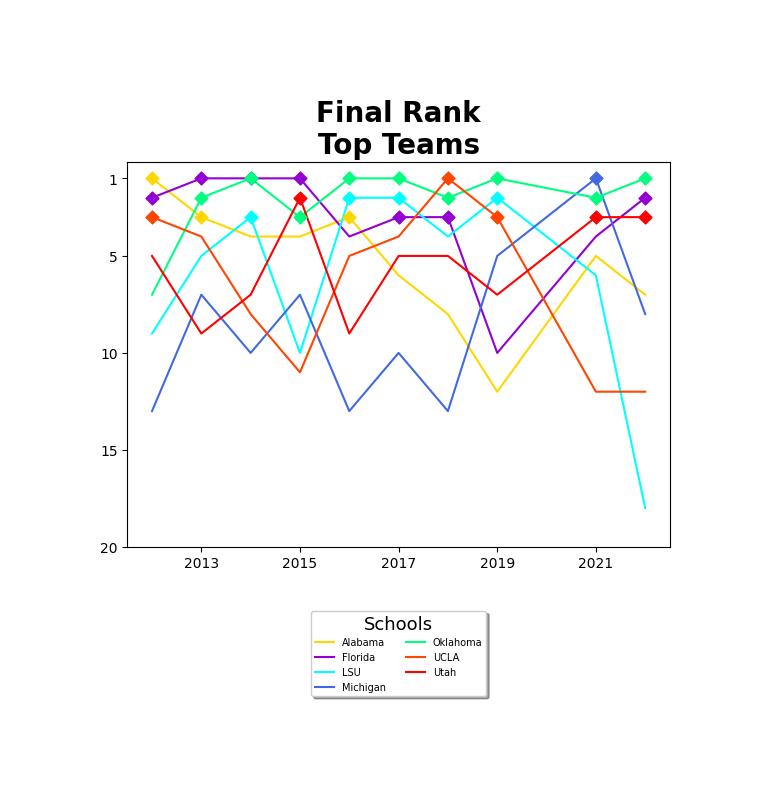 Final Rank
Top Teams
1
5
10
15
20
2013 2015 2017 2019 2021
Schools
Alabama Oklahoma
Florida UCLA
LSU Utah
Michigan